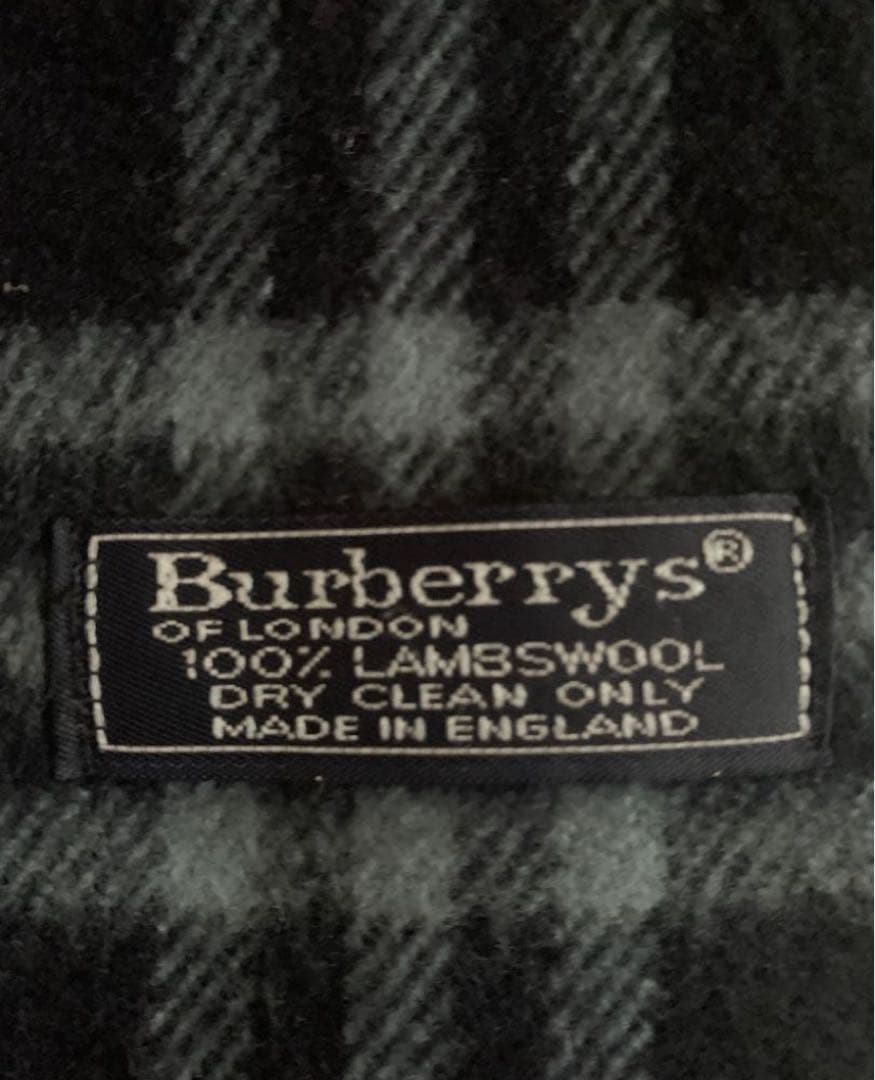 Burberrys®
OF LONDON
100% LAMBSWOOL
DRY CLEAN ONLY
MADE IN ENGLAND